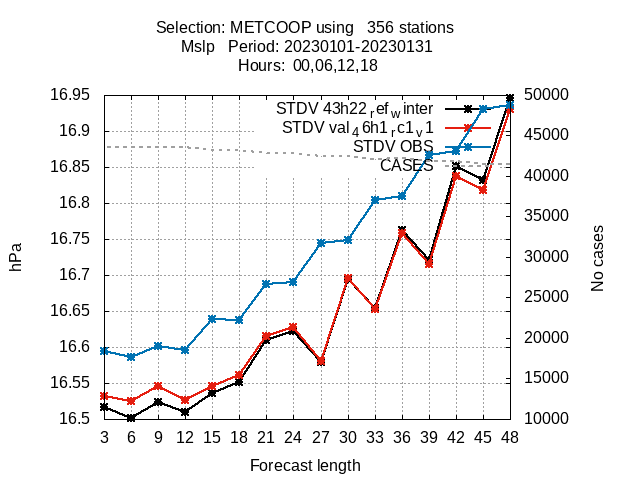 Selection: METCOOP using   356 stations
Mslp   Period: 20230101-20230131
Hours:  00,06,12,18
STDV 43h22_ref_winter
STDV val_46h1_rc1_v1
STDV OBS
CASES
16.95
16.9
16.85
16.8
16.75
16.7
16.65
16.6
16.55
16.5
hPa
50000
45000
40000
35000
30000
25000
20000
15000
10000
No cases
3 6 9 12 15 18 21 24 27 30 33 36 39 42 45 48
Forecast length